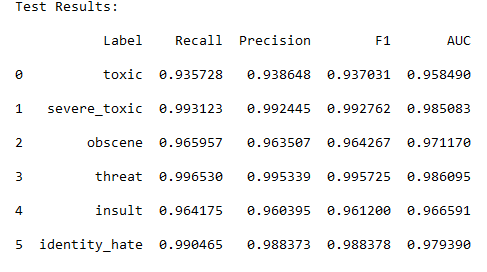 Test Results:
Label Recall Precision F1 AUC
0 toxic 0.935728 0.938648 0.937031 0.958490
1 severe_toxic 0.993123 0.992445 0.992762 0.985083
2 obscene 0.965957 0.963507 0.964267 0.971170
3 threat 0.996530 0.995339 0.995725 0.986095
4 insult 0.964175 0.960395 0.961200 0.966591
5 identity_hate 0.990465 0.988373 0.988378 0.979390